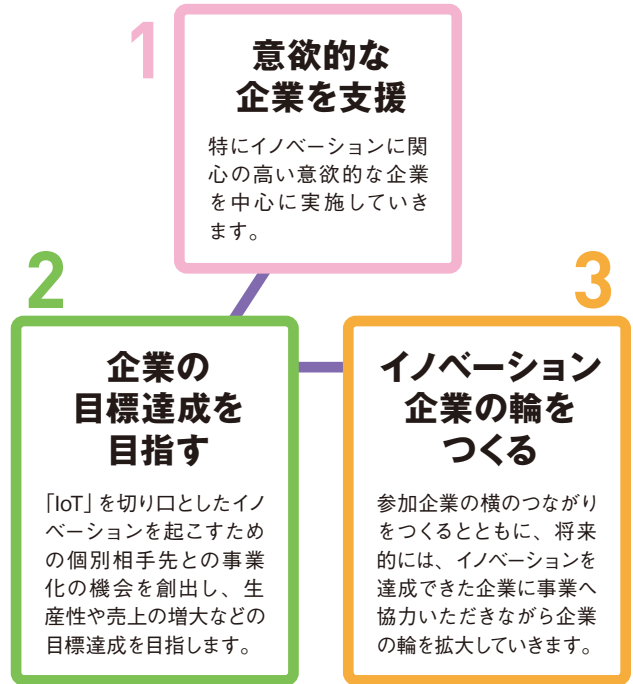 1
意欲的な
企業を支援
特にイノベーションに関
心の高い意欲的な企業
を中心に実施していき
ます。
2
企業の
目標達成を
目指す
「IoT」を切り口としたイノ
ベーションを起こすため
の個別相手先との事業
化の機会を創出し、生
産性や売上の増大などの
目標達成を目指します。
3
イノベーション
企業の輪を
つくる
参加企業の横のつながり
をつくるとともに、将来
的には、イノベーションを
達成できた企業に事業へ
協力いただきながら企業
の輪を拡大していきます。